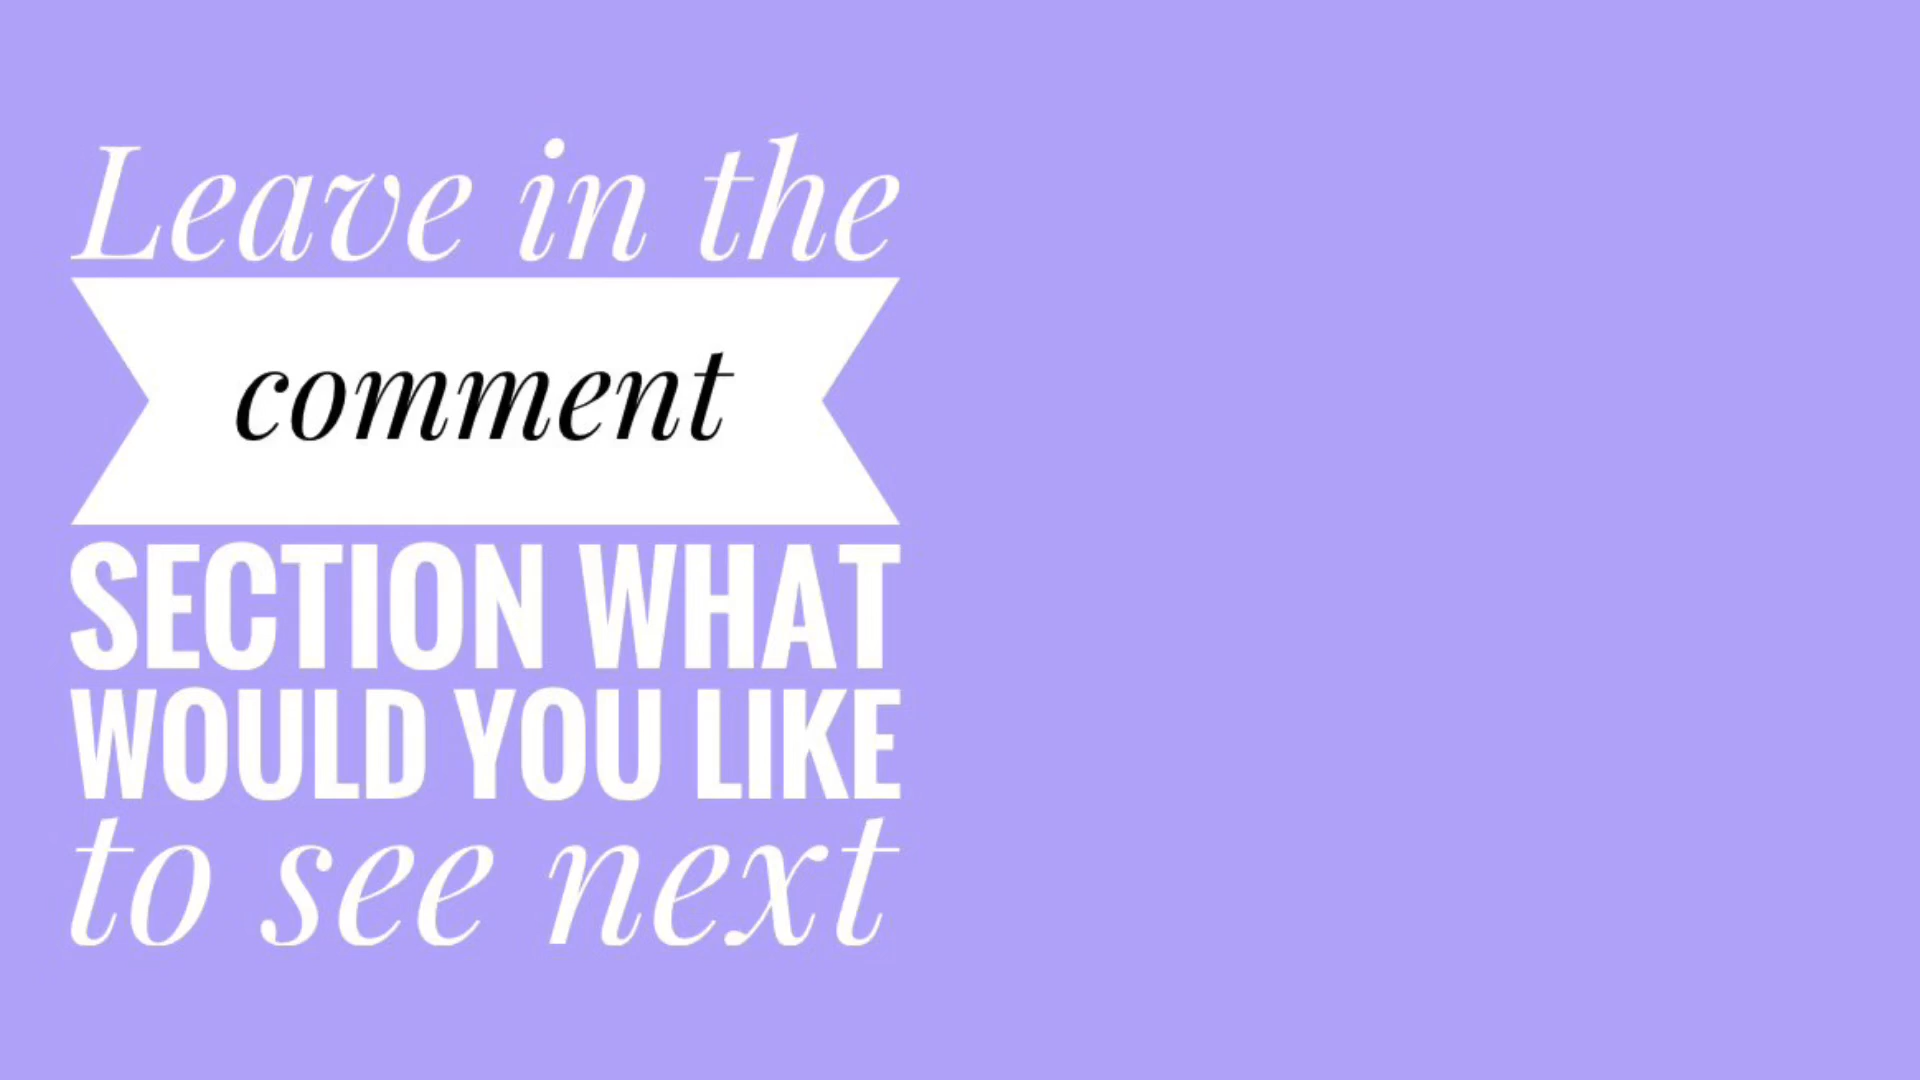 Leave in the
comment
SECTION WHAT
WOULD YOU LIKE
to see next